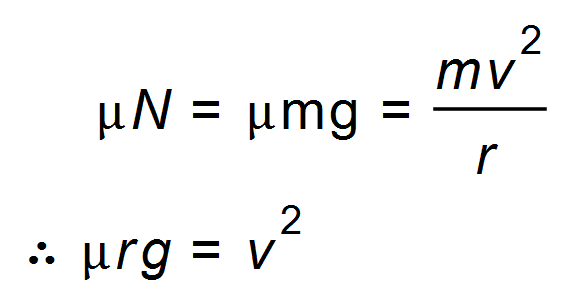 μN = μmg = mv²/r
∴ μrg = v²